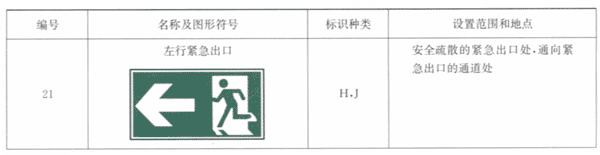 编号
名称及图形符号
标识种类
设置范围和地点
21
左行紧急出口
H,J
安全疏散的紧急出口处,通向紧
急出口的通道处